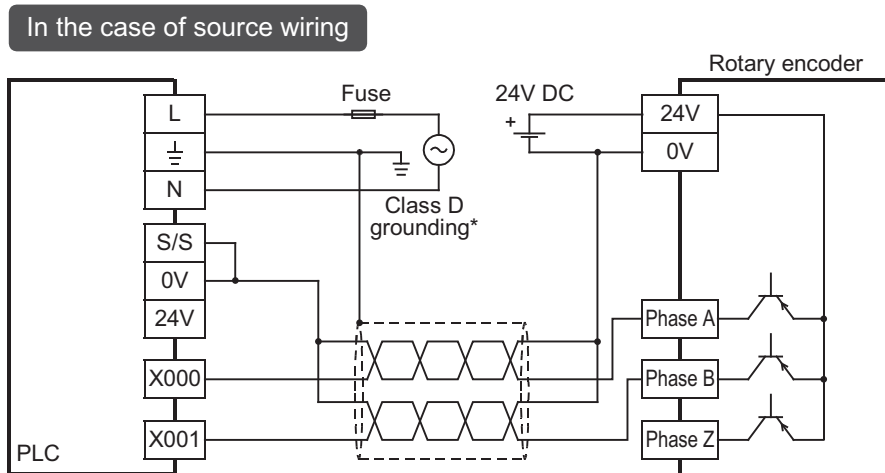 In the case of source wiring
Rotary encoder
Fuse
24V DC
L
24V
+
0V
N
Class D
grounding*
S/S
0V
24V
Phase A
X000
Phase B
X001
Phase Z
PLC